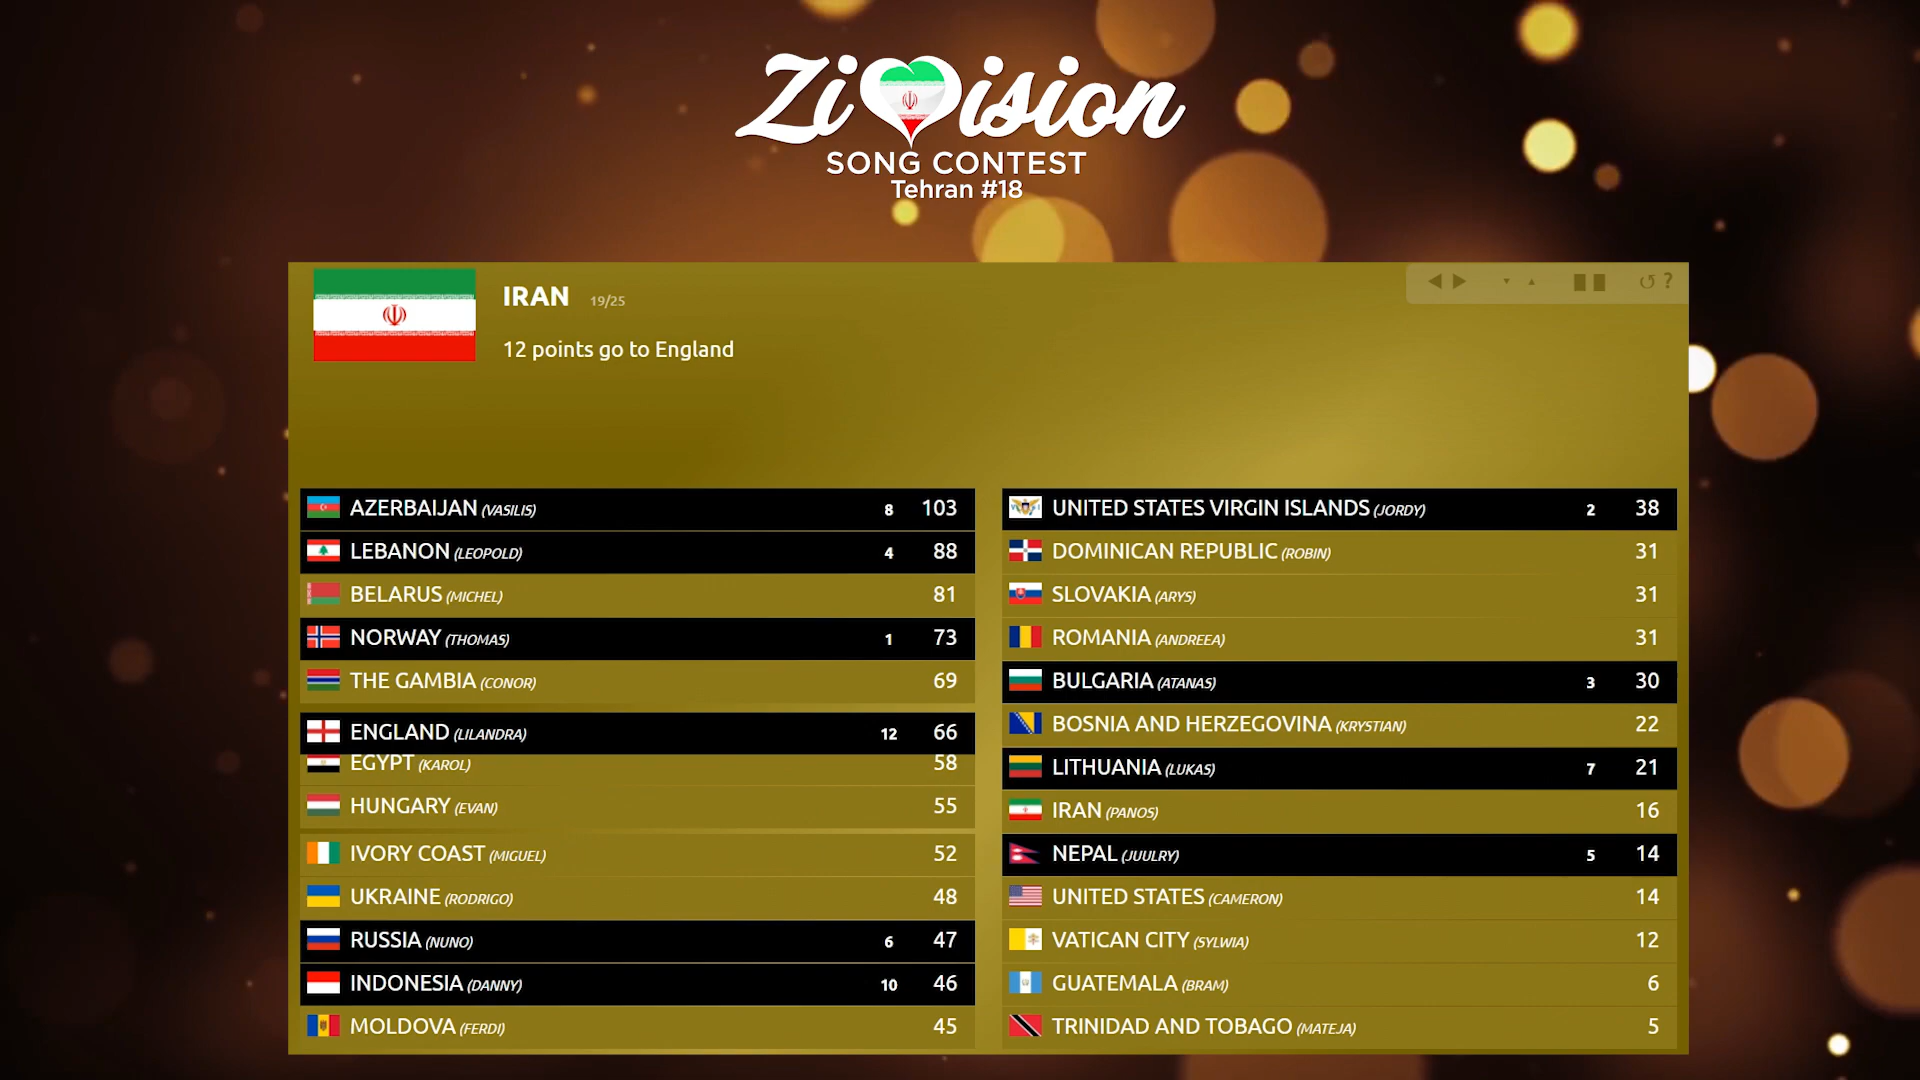 Zivision
SONG CONTEST
Tehran #18
IRAN 19/25
12 points go to England
?
AZERBAIJAN (VASILIS) 8 103
LEBANON (LEOPOLD) 4 88
BELARUS (MICHEL) 81
NORWAY (THOMAS) 1 73
THE GAMBIA (CONOR) 69
ENGLAND (LILANDRA) 12 66
EGYPT (KAROL) 58
HUNGARY (EVAN) 55
IVORY COAST (MIGUEL) 52
UKRAINE (RODRIGO) 48
RUSSIA (NUNO) 6 47
INDONESIA (DANNY) 10 46
MOLDOVA (FERDI) 45
UNITED STATES VIRGIN ISLANDS (JORDY) 2 38
DOMINICAN REPUBLIC (ROBIN) 31
SLOVAKIA (ARYS) 31
ROMANIA (ANDREEA) 31
BULGARIA (ATANAS) 3 30
BOSNIA AND HERZEGOVINA (KRYSTIAN) 22
LITHUANIA (LUKAS) 7 21
IRAN (PANOS) 16
NEPAL (JUULRY) 5 14
UNITED STATES (CAMERON) 14
VATICAN CITY (SYLWIA) 12
GUATEMALA (BRAM) 6
TRINIDAD AND TOBAGO (MATEJA) 5